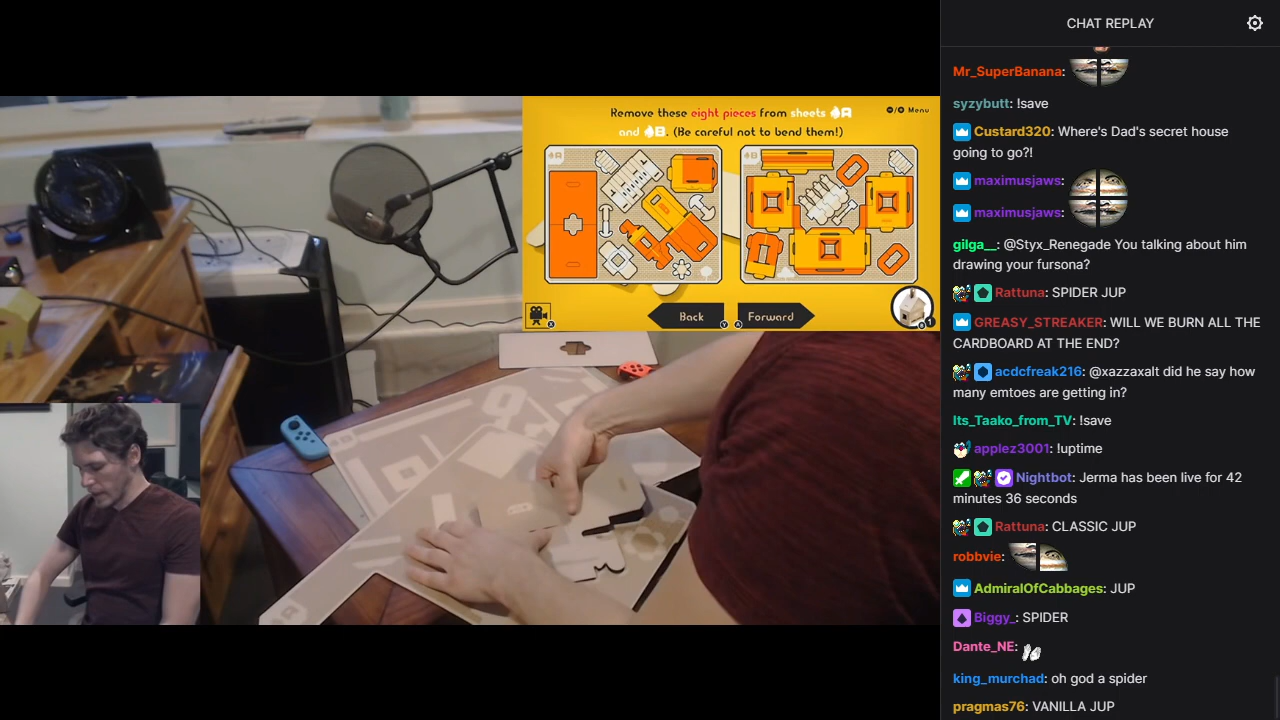 CHAT REPLAY
Remove these eight pieces from sheets A
and B. (Be careful not to bend them!)
Menu
Back
Forward
Mr_SuperBanana:
syzybutt: !save
Custard320: Where's Dad's secret house
going to go?!
maximusjaws:
maximusjaws:
gilga__: @Styx_Renegade You talking about him
drawing your fursona?
Rattuna: SPIDER JUP
GREASY_STREAKER: WILL WE BURN ALL THE
CARDBOARD AT THE END?
acdcfreak216: @xazzaxalt did he say how
many emtoes are getting in?
Its_Taako_from_TV: !save
applez3001: !uptime
Nightbot: Jerma has been live for 42
minutes 36 seconds
Rattuna: CLASSIC JUP
robbvie:
AdmiralOfCabbages: JUP
Biggy_: SPIDER
Dante_NE:
king_murchad: oh god a spider
pragmas76: VANILLA JUP